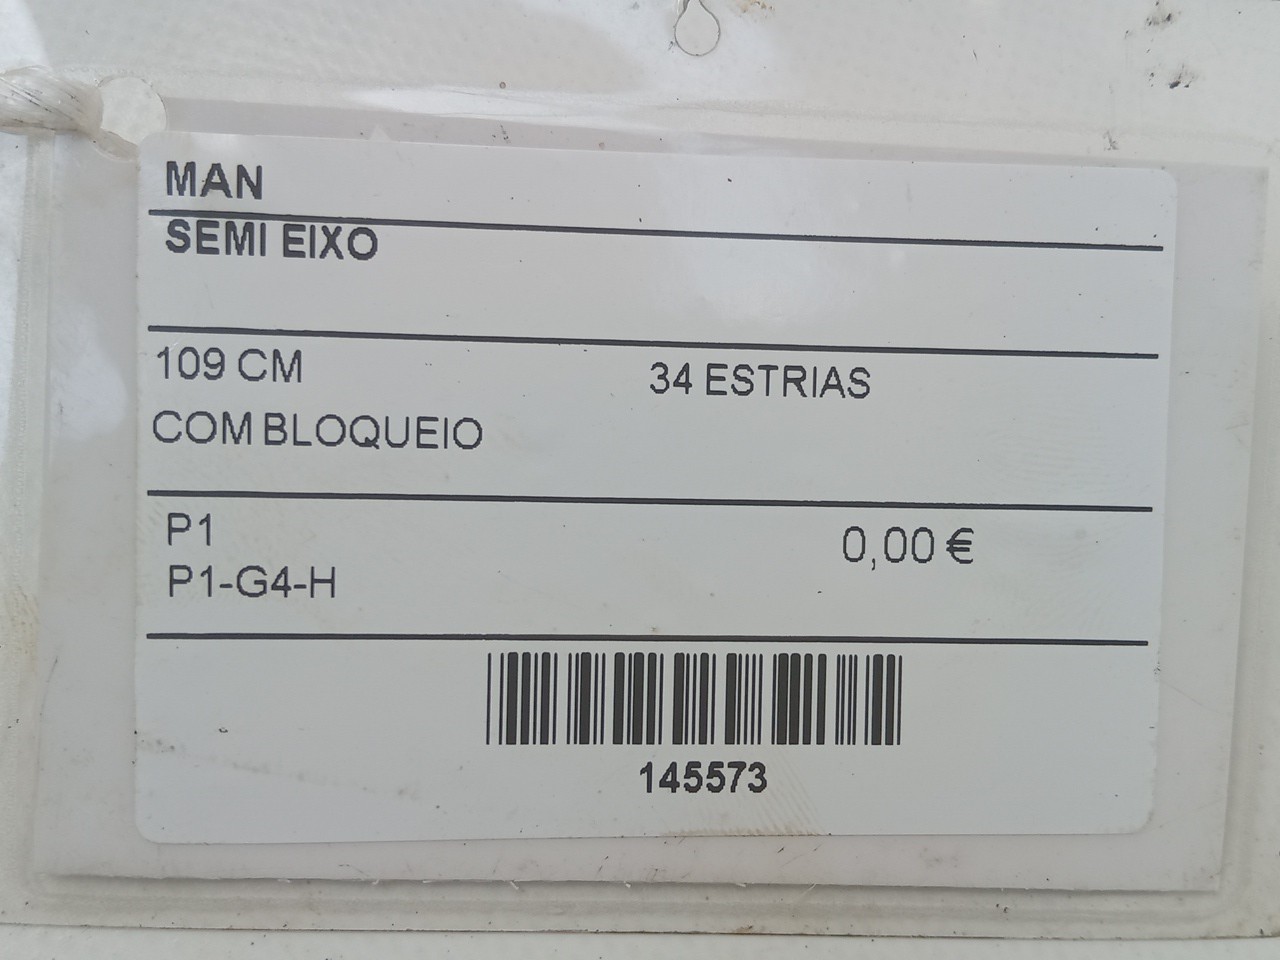 MAN
SEMI EIXO
109 CM 34 ESTRIAS
COM BLOQUEIO
P1 0,00 €
P1-G4-H
145573